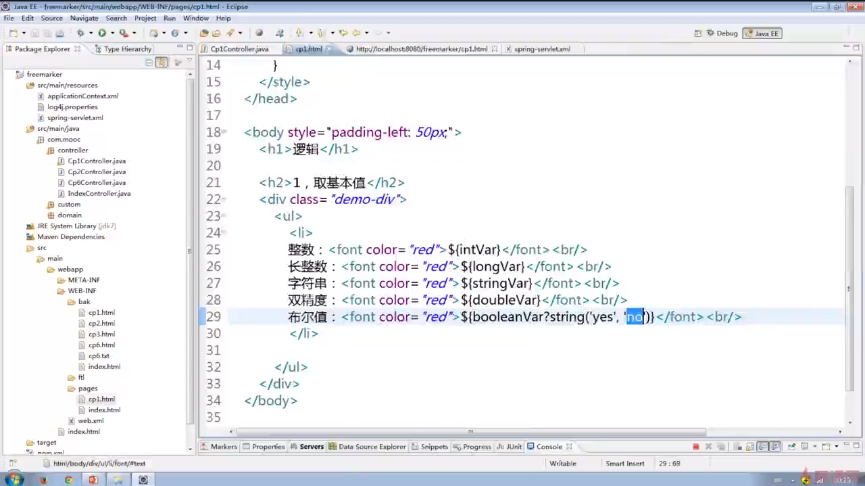 Java EE - freemarker/src/main/webapp/WEB-INF/pages/cp1.html - Eclipse
File Edit Source Navigate Search Project Run Window Help
Debug Java EE
Package Explorer Type Hierarchy
Cp1Controller.java cp1.html http://localhost:8080/freemarker/cp1.html spring-servlet.xml
freemarker
src/main/resources
applicationContext.xml
log4j.properties
spring-servlet.xml
src/main/java
com.mooc
controller
Cp1Controller.java
Cp2Controller.java
Cp6Controller.java
IndexController.java
custom
domain
JRE System Library [jdk7]
Maven Dependencies
src
main
webapp
META-INF
WEB-INF
bak
cp1.html
cp2.html
cp3.html
cp6.html
cp6.txt
index.html
ftl
pages
cp1.html
index.html
web.xml
index.html
target
pom.xml
14 }
15 </style>
16 </head>
17
18 <body style="padding-left: 50px;">
19 <h1>逻辑</h1>
20
21 <h2>1，取基本值</h2>
22 <div class="demo-div">
23 <ul>
24 <li>
25 整数：<font color="red">${intVar}</font><br/>
26 长整数：<font color="red">${longVar}</font><br/>
27 字符串：<font color="red">${stringVar}</font><br/>
28 双精度：<font color="red">${doubleVar}</font><br/>
29 布尔值：<font color="red">${booleanVar?string('yes', 'no')}</font><br/>
30 </li>
31
32 </ul>
33 </div>
34 </body>
35
Markers Properties Servers Data Source Explorer Snippets Progress JUnit Console
html/body/div/ul/li/font/#text Writable Smart Insert 29 : 69